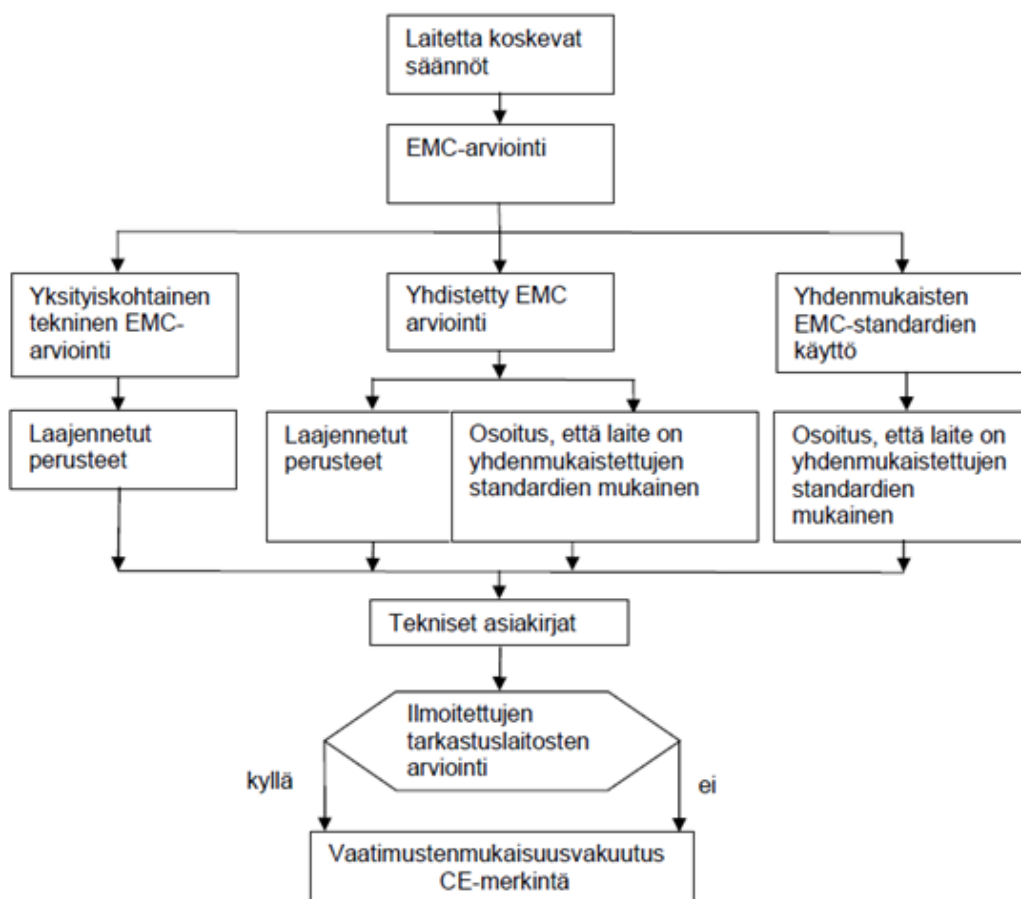 Laitetta koskevat
säännöt
EMC-arviointi
Yksityiskohtainen
tekninen EMC-
arviointi
Yhdistetty EMC
arviointi
Yhdenmukaisten
EMC-standardien
käyttö
Laajennetut
perusteet
Laajennetut
perusteet
Osoitus, että laite on
yhdenmukaistettujen
standardien mukainen
Osoitus, että laite on
yhdenmukaistettujen
standardien
mukainen
Tekniset asiakirjat
Ilmoitettujen
tarkastuslaitosten
arviointi
kyllä
ei
Vaatimustenmukaisuusvakuutus
CE-merkintä